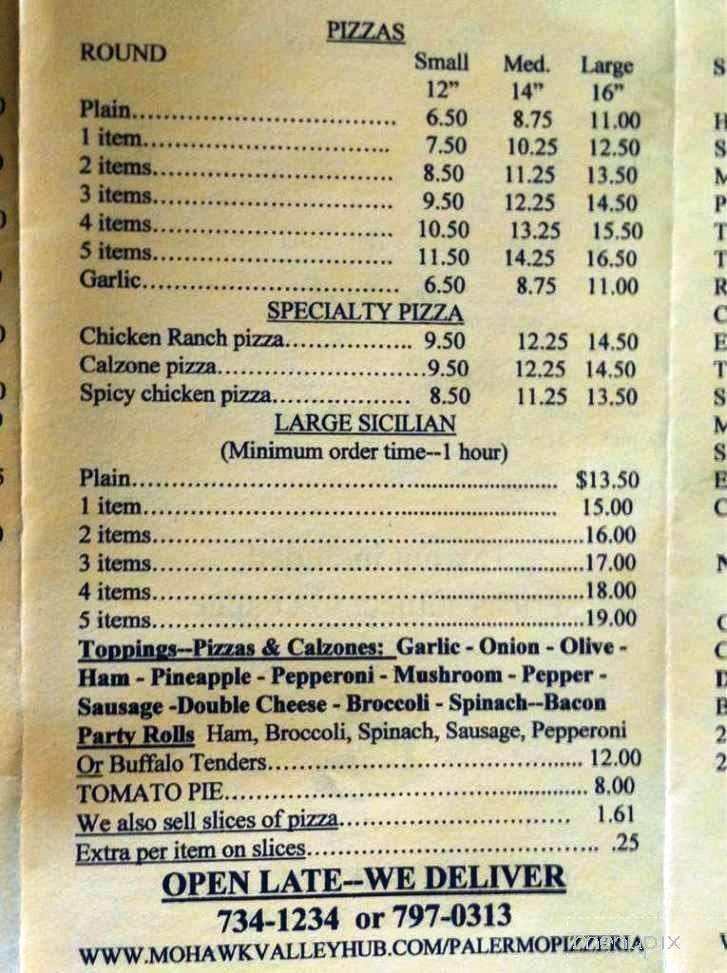 PIZZAS
ROUND Small Med. Large
12” 14” 16”
Plain.................................... 6.50 8.75 11.00
1 item................................... 7.50 10.25 12.50
2 items.................................. 8.50 11.25 13.50
3 items.................................. 9.50 12.25 14.50
4 items.................................. 10.50 13.25 15.50
5 items.................................. 11.50 14.25 16.50
Garlic................................... 6.50 8.75 11.00
SPECIALTY PIZZA
Chicken Ranch pizza................ 9.50 12.25 14.50
Calzone pizza..........................9.50 12.25 14.50
Spicy chicken pizza.................. 8.50 11.25 13.50
LARGE SICILIAN
(Minimum order time--1 hour)
Plain............................................................ $13.50
1 item........................................................... 15.00
2 items............................................................16.00
3 items............................................................17.00
4 items............................................................18.00
5 items............................................................19.00
Toppings--Pizzas & Calzones: Garlic - Onion - Olive -
Ham - Pineapple - Pepperoni - Mushroom - Pepper -
Sausage -Double Cheese - Broccoli - Spinach--Bacon
Party Rolls Ham, Broccoli, Spinach, Sausage, Pepperoni
Or Buffalo Tenders.......................................... 12.00
TOMATO PIE................................................ 8.00
We also sell slices of pizza............................... 1.61
Extra per item on slices..................................... .25
OPEN LATE--WE DELIVER
734-1234 or 797-0313
WWW.MOHAWKVALLEYHUB.COM/PALERMOPIZZERIA